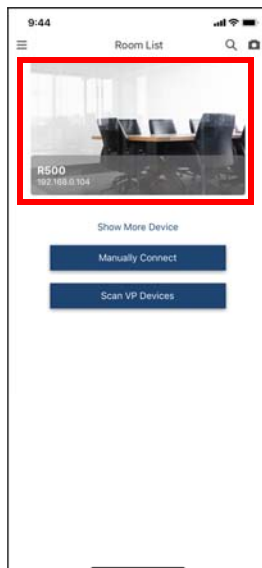 9:44
Room List
R500
192.168.0.104
Show More Device
Manually Connect
Scan VP Devices